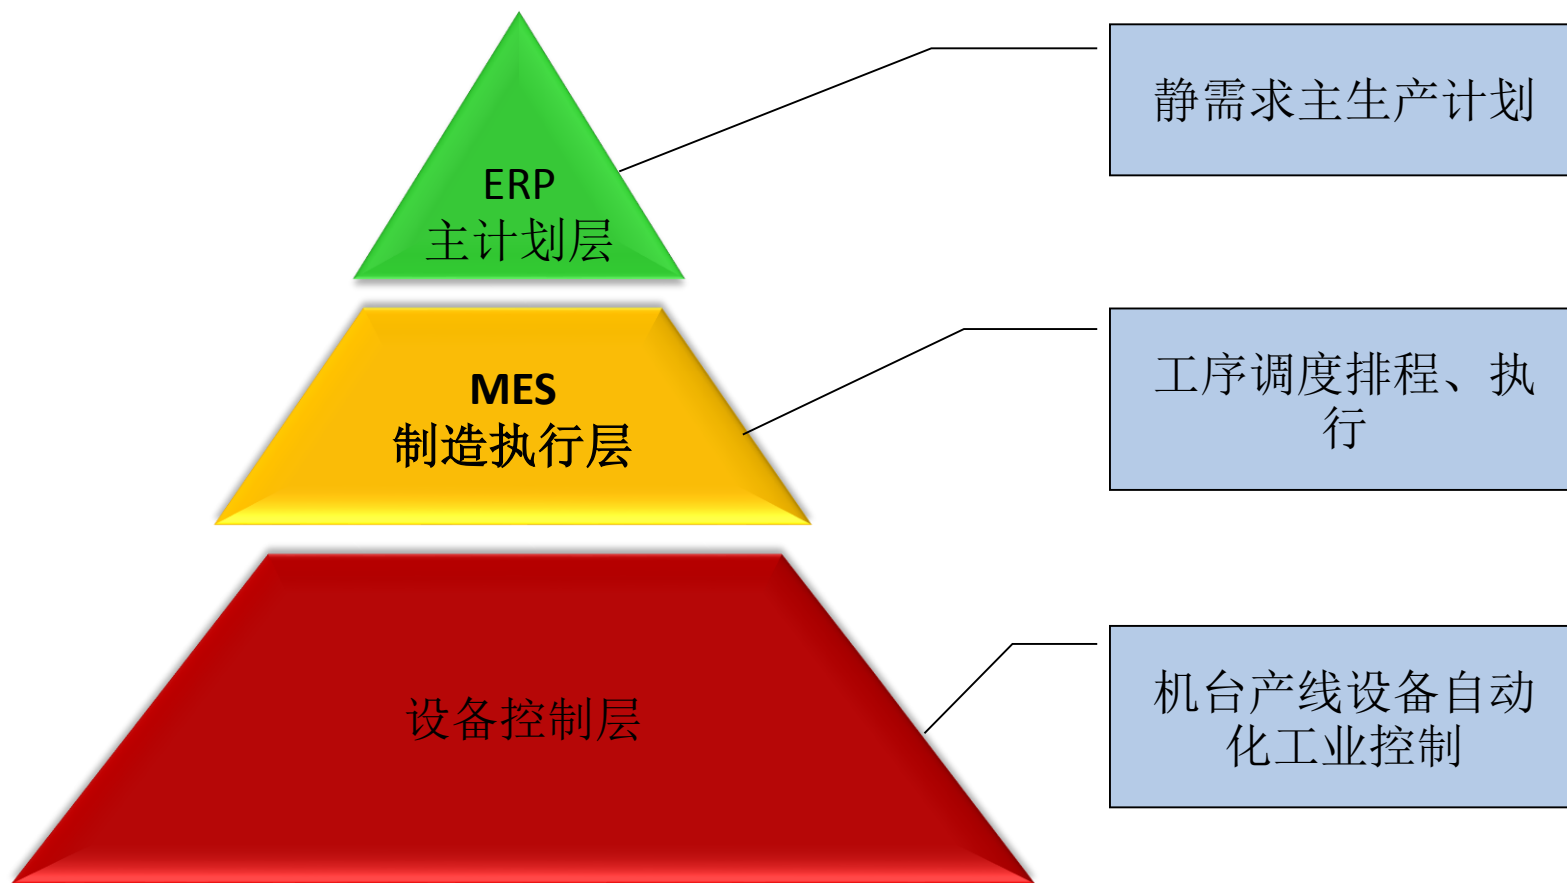 ERP
主计划层
静需求主生产计划
MES
制造执行层
工序调度排程、执
行
设备控制层
机台产线设备自动
化工业控制